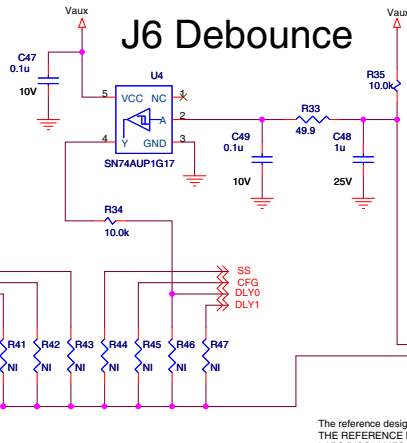 Vaux
Vaux
J6 Debounce
C47
0.1u
10V
U4
5 VCC NC 1
A 2
4 Y GND 3
SN74AUP1G17
R35
10.0k
R33
49.9
C49
0.1u
10V
C48
1u
25V
R34
10.0k
SS
CFG
DLY0
DLY1
R41 R42 R43 R44 R45 R46 R47
NI NI NI NI NI NI NI
The reference desig
THE REFERENCE